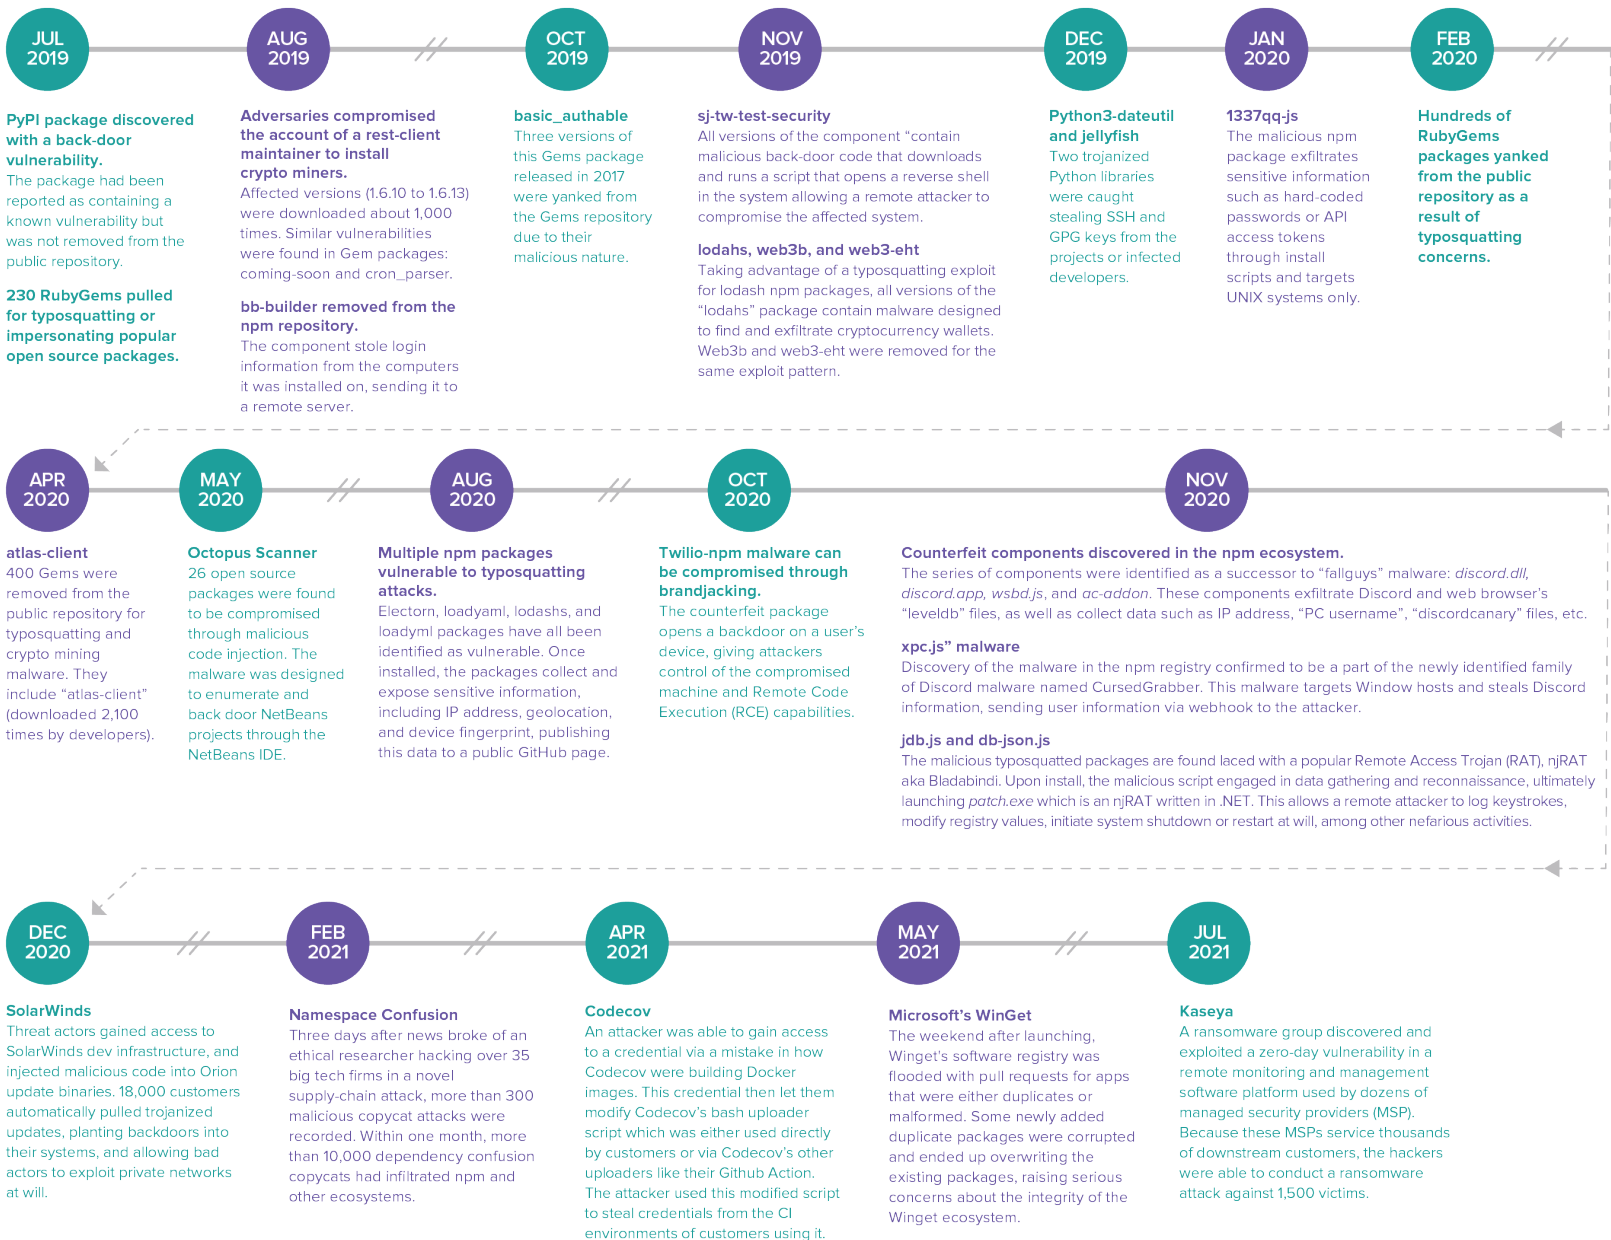 JUL
2019
PyPI package discovered
with a back-door
vulnerability.
The package had been
reported as containing a
known vulnerability but
was not removed from the
public repository.
230 RubyGems pulled
for typosquatting or
impersonating popular
open source packages.
AUG
2019
Adversaries compromised
the account of a rest-client
maintainer to install
crypto miners.
Affected versions (1.6.10 to 1.6.13)
were downloaded about 1,000
times. Similar vulnerabilities
were found in Gem packages:
coming-soon and cron_parser.
bb-builder removed from the
npm repository.
The component stole login
information from the computers
it was installed on, sending it to
a remote server.
OCT
2019
basic_authable
Three versions of
this Gems package
released in 2017
were yanked from
the Gems repository
due to their
malicious nature.
NOV
2019
sj-tw-test-security
All versions of the component “contain
malicious back-door code that downloads
and runs a script that opens a reverse shell
in the system allowing a remote attacker to
compromise the affected system.
lodahs, web3b, and web3-eht
Taking advantage of a typosquatting exploit
for lodash npm packages, all versions of the
“lodahs” package contain malware designed
to find and exfiltrate cryptocurrency wallets.
Web3b and web3-eht were removed for the
same exploit pattern.
DEC
2019
Python3-dateutil
and jellyfish
Two trojanized
Python libraries
were caught
stealing SSH and
GPG keys from the
projects or infected
developers.
JAN
2020
1337qq-js
The malicious npm
package exfiltrates
sensitive information
such as hard-coded
passwords or API
access tokens
through install
scripts and targets
UNIX systems only.
FEB
2020
Hundreds of
RubyGems
packages yanked
from the public
repository as a
result of
typosquatting
concerns.
APR
2020
atlas-client
400 Gems were
removed from the
public repository for
typosquatting and
crypto mining
malware. They
include “atlas-client”
(downloaded 2,100
times by developers).
MAY
2020
Octopus Scanner
26 open source
packages were found
to be compromised
through malicious
code injection. The
malware was designed
to enumerate and
back door NetBeans
projects through the
NetBeans IDE.
AUG
2020
Multiple npm packages
vulnerable to typosquatting
attacks.
Electorn, loadyaml, lodashs, and
loadyml packages have all been
identified as vulnerable. Once
installed, the packages collect and
expose sensitive information,
including IP address, geolocation,
and device fingerprint, publishing
this data to a public GitHub page.
OCT
2020
Twilio-npm malware can
be compromised through
brandjacking.
The counterfeit package
opens a backdoor on a user’s
device, giving attackers
control of the compromised
machine and Remote Code
Execution (RCE) capabilities.
NOV
2020
Counterfeit components discovered in the npm ecosystem.
The series of components were identified as a successor to “fallguys” malware: discord.dll,
discord.app, wsbd.js, and ac-addon. These components exfiltrate Discord and web browser’s
“leveldb” files, as well as collect data such as IP address, “PC username”, “discordcanary” files, etc.
xpc.js” malware
Discovery of the malware in the npm registry confirmed to be a part of the newly identified family
of Discord malware named CursedGrabber. This malware targets Window hosts and steals Discord
information, sending user information via webhook to the attacker.
jdb.js and db-json.js
The malicious typosquatted packages are found laced with a popular Remote Access Trojan (RAT), njRAT
aka Bladabindi. Upon install, the malicious script engaged in data gathering and reconnaissance, ultimately
launching patch.exe which is an njRAT written in .NET. This allows a remote attacker to log keystrokes,
modify registry values, initiate system shutdown or restart at will, among other nefarious activities.
DEC
2020
SolarWinds
Threat actors gained access to
SolarWinds dev infrastructure, and
injected malicious code into Orion
update binaries. 18,000 customers
automatically pulled trojanized
updates, planting backdoors into
their systems, and allowing bad
actors to exploit private networks
at will.
FEB
2021
Namespace Confusion
Three days after news broke of an
ethical researcher hacking over 35
big tech firms in a novel
supply-chain attack, more than 300
malicious copycat attacks were
recorded. Within one month, more
than 10,000 dependency confusion
copycats had infiltrated npm and
other ecosystems.
APR
2021
Codecov
An attacker was able to gain access
to a credential via a mistake in how
Codecov were building Docker
images. This credential then let them
modify Codecov’s bash uploader
script which was either used directly
by customers or via Codecov’s other
uploaders like their Github Action.
The attacker used this modified script
to steal credentials from the CI
environments of customers using it.
MAY
2021
Microsoft’s WinGet
The weekend after launching,
Winget’s software registry was
flooded with pull requests for apps
that were either duplicates or
malformed. Some newly added
duplicate packages were corrupted
and ended up overwriting the
existing packages, raising serious
concerns about the integrity of the
Winget ecosystem.
JUL
2021
Kaseya
A ransomware group discovered and
exploited a zero-day vulnerability in a
remote monitoring and management
software platform used by dozens of
managed security providers (MSP).
Because these MSPs service thousands
of downstream customers, the hackers
were able to conduct a ransomware
attack against 1,500 victims.